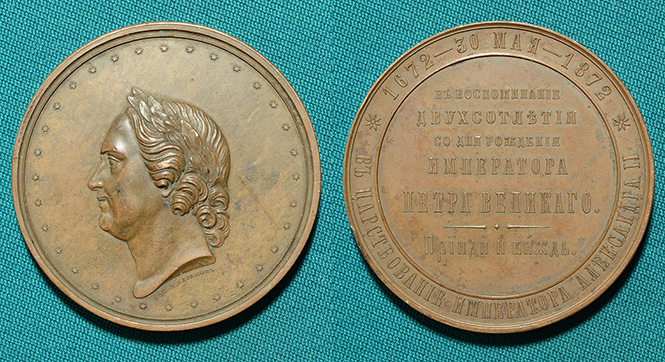 1672—30 МАЯ—1872
ВЪ ВОСПОМИНАНІЕ
ДВУХСОТЛѢТІЯ
СО ДНЯ РОЖДЕНІЯ
ИМПЕРАТОРА
ПЕТРА ВЕЛИКАГО.
Пріиди и виждь.
ВЪ ЦАРСТВОВАНІЕ ИМПЕРАТОРА АЛЕКСАНДРА II